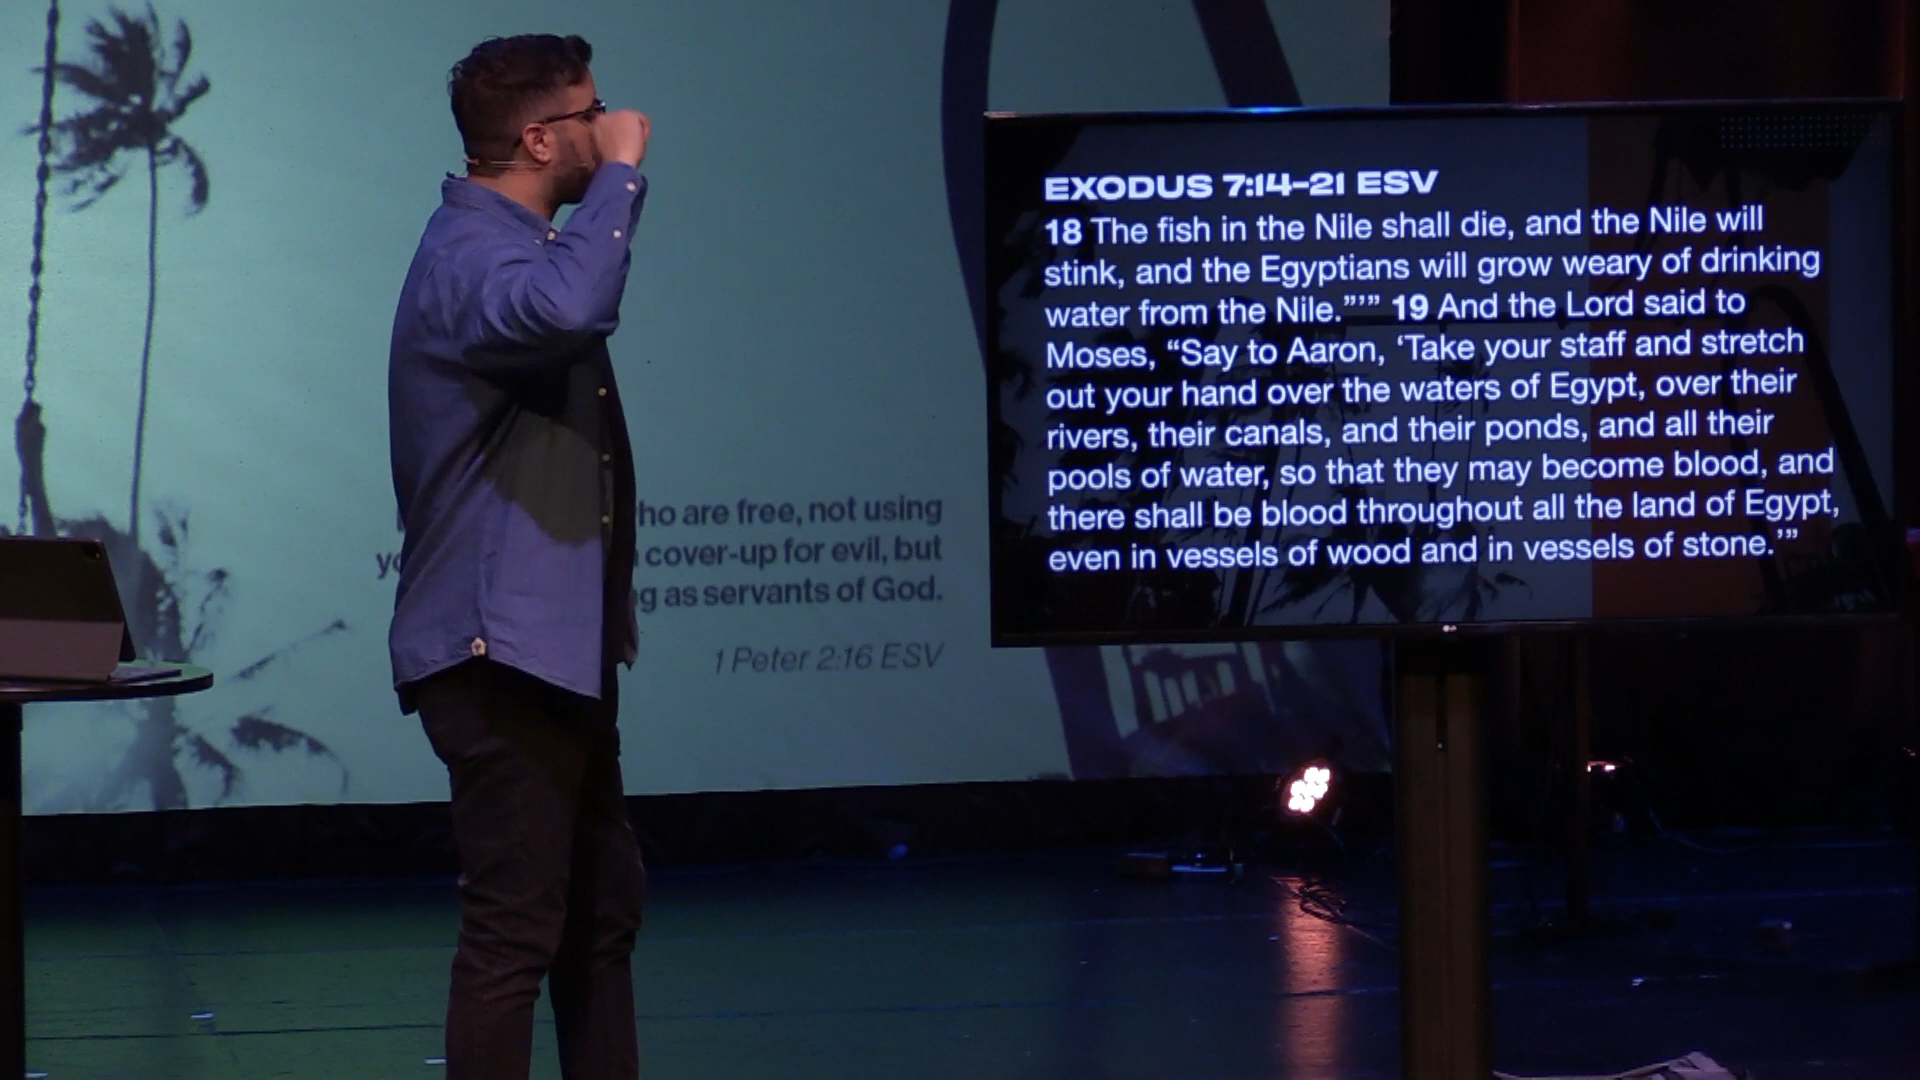 EXODUS 7:14–21 ESV
18 The fish in the Nile shall die, and the Nile will
stink, and the Egyptians will grow weary of drinking
water from the Nile.”’” 19 And the Lord said to
Moses, “Say to Aaron, ‘Take your staff and stretch
out your hand over the waters of Egypt, over their
rivers, their canals, and their ponds, and all their
pools of water, so that they may become blood, and
there shall be blood throughout all the land of Egypt,
even in vessels of wood and in vessels of stone.’”
are free, not using
cover-up for evil, but
as servants of God.
1 Peter 2:16 ESV